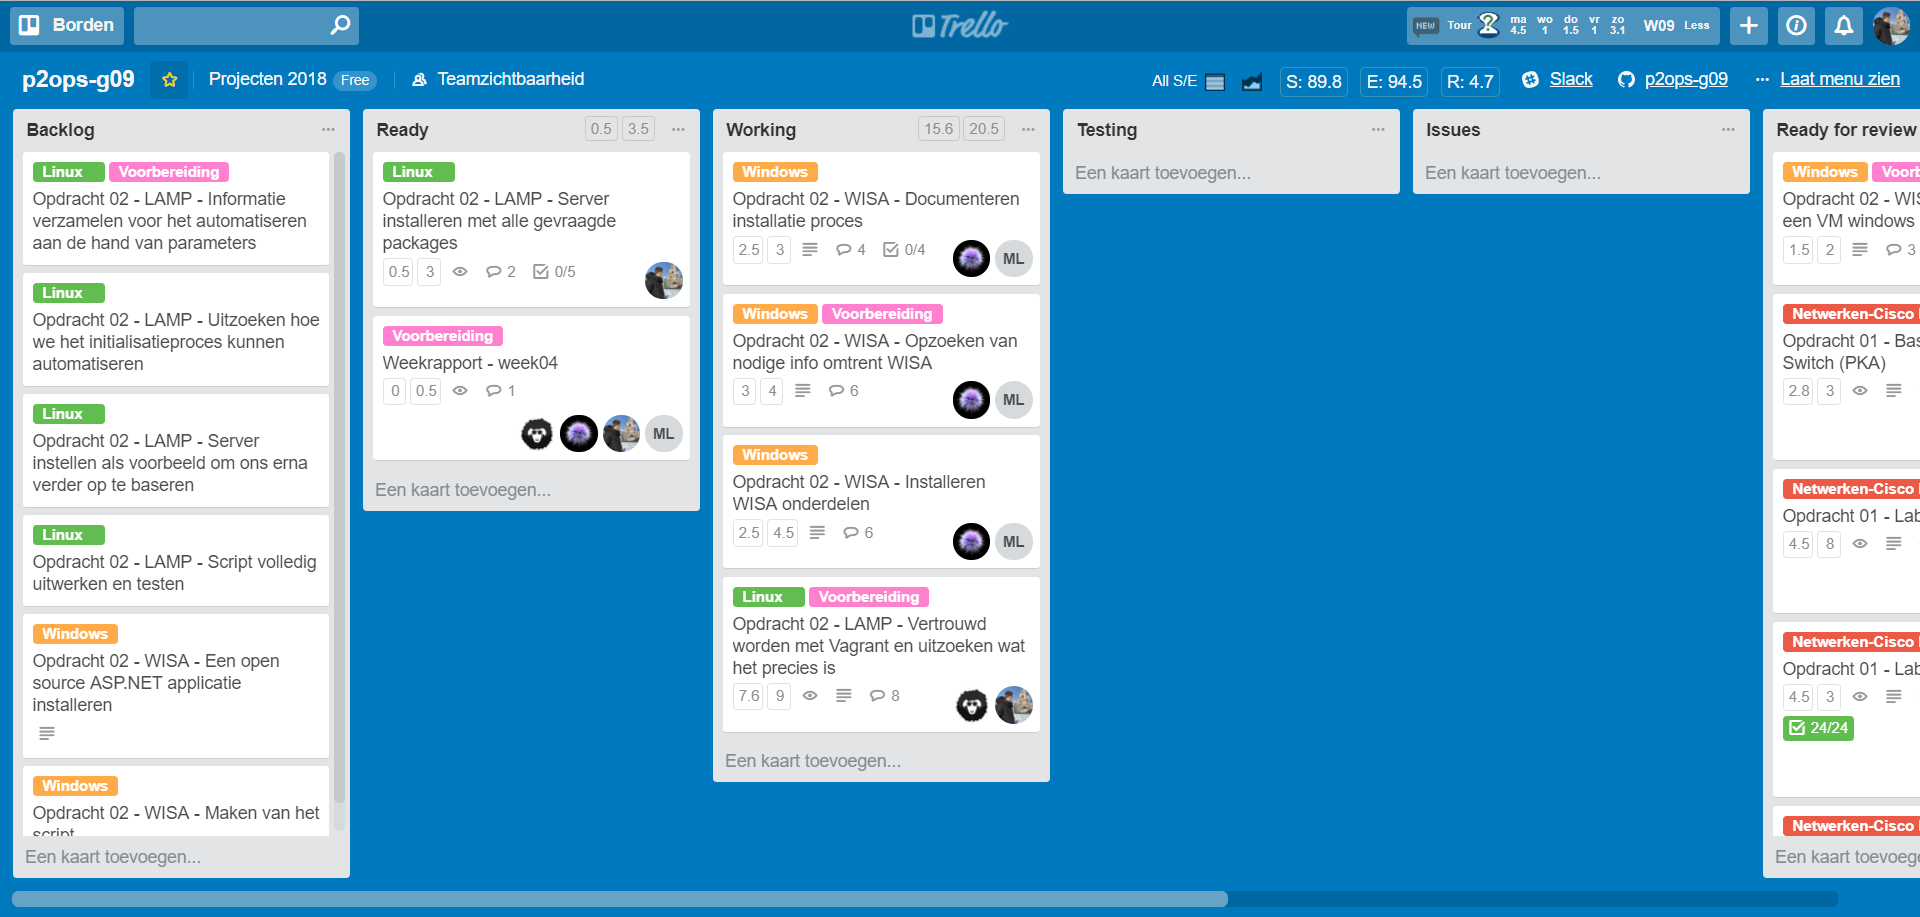 Borden
Trello
NEW Tour ma 4.5 wo 1 do 1.5 vr 1 zo 3.1 W09 Less
p2ops-g09 Projecten 2018 Free Teamzichtbaarheid
All S/E S: 89.8 E: 94.5 R: 4.7 Slack p2ops-g09 ... Laat menu zien
Backlog
Linux Voorbereiding
Opdracht 02 - LAMP - Informatie
verzamelen voor het automatiseren
aan de hand van parameters
Linux
Opdracht 02 - LAMP - Uitzoeken hoe
we het initialisatieproces kunnen
automatiseren
Linux
Opdracht 02 - LAMP - Server
instellen als voorbeeld om ons erna
verder op te baseren
Linux
Opdracht 02 - LAMP - Script volledig
uitwerken en testen
Windows
Opdracht 02 - WISA - Een open
source ASP.NET applicatie
installeren
Windows
Opdracht 02 - WISA - Maken van het
script
Een kaart toevoegen...
Ready 0.5 3.5
Linux
Opdracht 02 - LAMP - Server
installeren met alle gevraagde
packages
0.5 3 2 0/5
Voorbereiding
Weekrapport - week04
0 0.5 1
ML
Een kaart toevoegen...
Working 15.6 20.5
Windows
Opdracht 02 - WISA - Documenteren
installatie proces
2.5 3 4 0/4
ML
Windows Voorbereiding
Opdracht 02 - WISA - Opzoeken van
nodige info omtrent WISA
3 4 6
ML
Windows
Opdracht 02 - WISA - Installeren
WISA onderdelen
2.5 4.5 6
ML
Linux Voorbereiding
Opdracht 02 - LAMP - Vertrouwd
worden met Vagrant en uitzoeken wat
het precies is
7.6 9 8
Een kaart toevoegen...
Testing
Een kaart toevoegen...
Issues
Een kaart toevoegen...
Ready for review
Windows Voorb
Opdracht 02 - WIS
een VM windows
1.5 2 3
Netwerken-Cisco
Opdracht 01 - Bas
Switch (PKA)
2.8 3
Netwerken-Cisco
Opdracht 01 - Lab
4.5 8
Netwerken-Cisco
Opdracht 01 - Lab
4.5 3
24/24
Netwerken-Cisco
Een kaart toevoeg